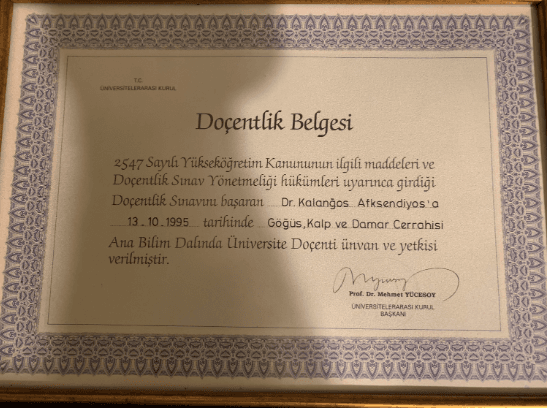 T.C.
ÜNİVERSİTELERARASI KURUL
Doçentlik Belgesi
2547 Sayılı Yükseköğretim Kanununun ilgili maddeleri ve
Doçentlik Sınav Yönetmeliği hükümleri uyarınca girdiği
Doçentlik Sınavını başaran Dr. Kalanğos Afksendiyos'a
13.10.1995 tarihinde Göğüs, Kalp ve Damar Cerrahisi
Ana Bilim Dalında Üniversite Doçenti ünvan ve yetkisi
verilmiştir.
Prof. Dr. Mehmet YÜCESOY
ÜNİVERSİTELERARASI KURUL
BAŞKANI